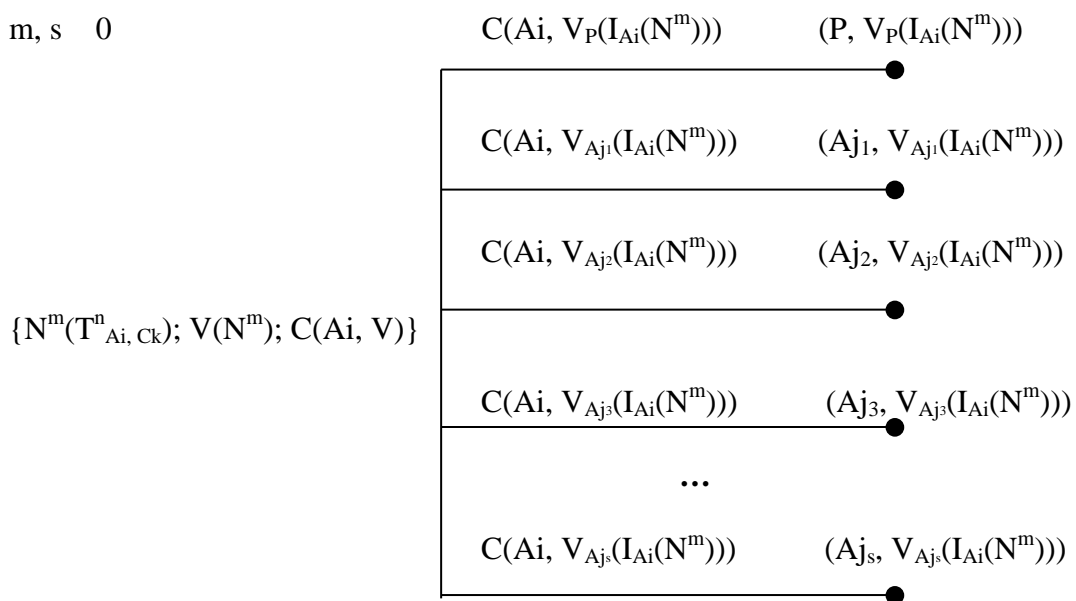 m, s 0 C(Ai, V_P(I_Ai(N^m))) (P, V_P(I_Ai(N^m)))
C(Ai, V_Aj₁(I_Ai(N^m))) (Aj₁, V_Aj₁(I_Ai(N^m)))
C(Ai, V_Aj₂(I_Ai(N^m))) (Aj₂, V_Aj₂(I_Ai(N^m)))
{N^m(T^n_Ai, Ck); V(N^m); C(Ai, V)}
C(Ai, V_Aj₃(I_Ai(N^m))) (Aj₃, V_Aj₃(I_Ai(N^m)))
...
C(Ai, V_Ajₛ(I_Ai(N^m))) (Ajₛ, V_Ajₛ(I_Ai(N^m)))